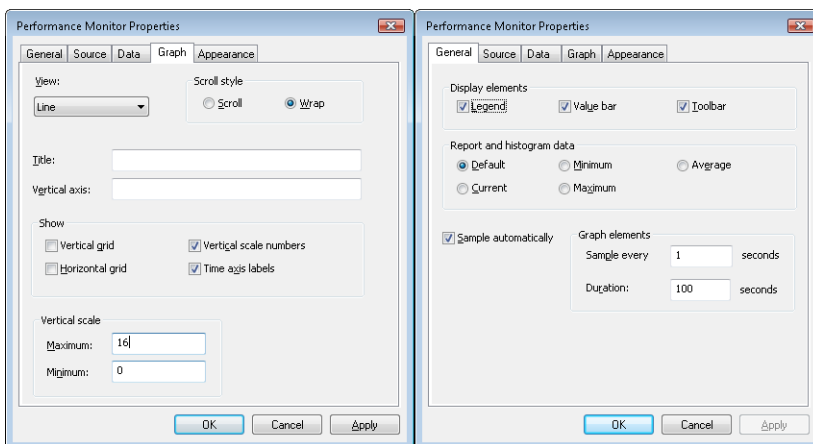 Performance Monitor Properties
General Source Data Graph Appearance
View:
Line
Scroll style
Scroll Wrap
Title:
Vertical axis:
Show
Vertical grid Vertical scale numbers
Horizontal grid Time axis labels
Vertical scale
Maximum: 16
Minimum: 0
OK Cancel Apply
Performance Monitor Properties
General Source Data Graph Appearance
Display elements
Legend Value bar Toolbar
Report and histogram data
Default Minimum Average
Current Maximum
Sample automatically
Graph elements
Sample every 1 seconds
Duration: 100 seconds
OK Cancel Apply